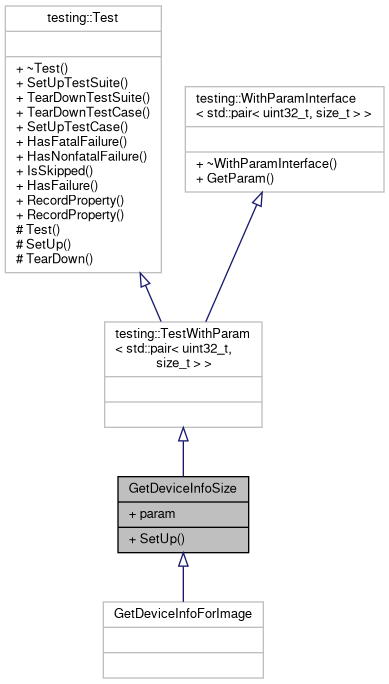 testing::Test
+ ~Test()
+ SetUpTestSuite()
+ TearDownTestSuite()
+ TearDownTestCase()
+ SetUpTestCase()
+ HasFatalFailure()
+ HasNonfatalFailure()
+ IsSkipped()
+ HasFailure()
+ RecordProperty()
+ RecordProperty()
# Test()
# SetUp()
# TearDown()
testing::WithParamInterface
< std::pair< uint32_t, size_t > >
+ ~WithParamInterface()
+ GetParam()
testing::TestWithParam
< std::pair< uint32_t,
size_t > >
GetDeviceInfoSize
+ param
+ SetUp()
GetDeviceInfoForImage